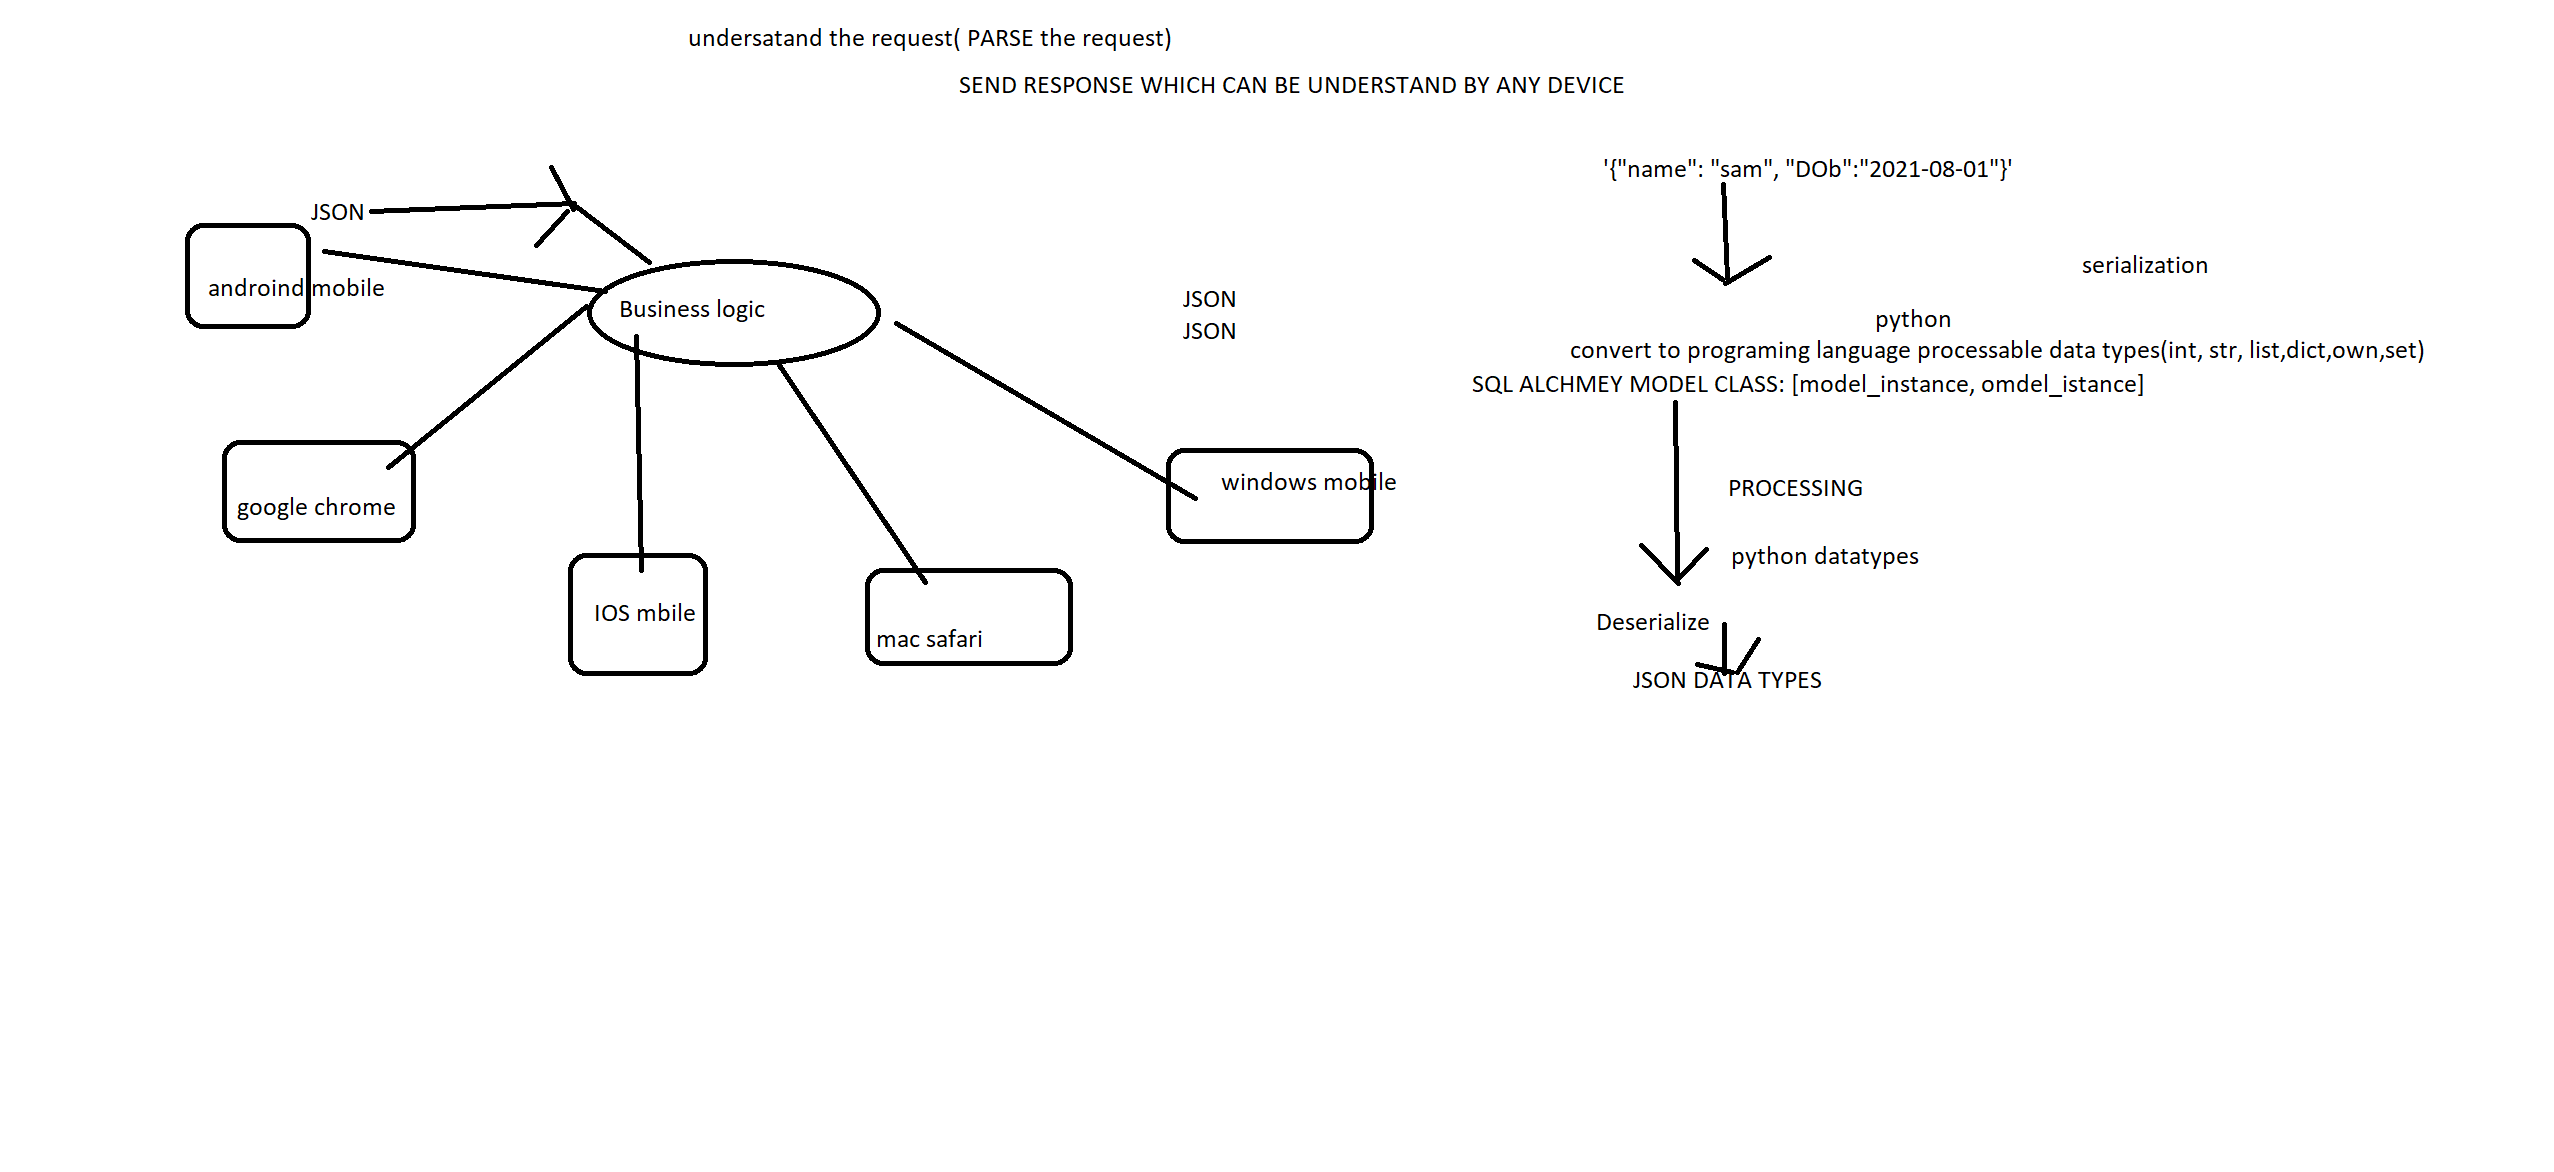 undersatand the request( PARSE the request)
SEND RESPONSE WHICH CAN BE UNDERSTAND BY ANY DEVICE
'{"name": "sam", "DOb":"2021-08-01"}'
JSON
androind mobile
Business logic
JSON
JSON
serialization
python
convert to programing language processable data types(int, str, list,dict,own,set)
SQL ALCHMEY MODEL CLASS: [model_instance, omdel_istance]
google chrome
windows mobile
PROCESSING
python datatypes
IOS mbile
mac safari
Deserialize
JSON DATA TYPES